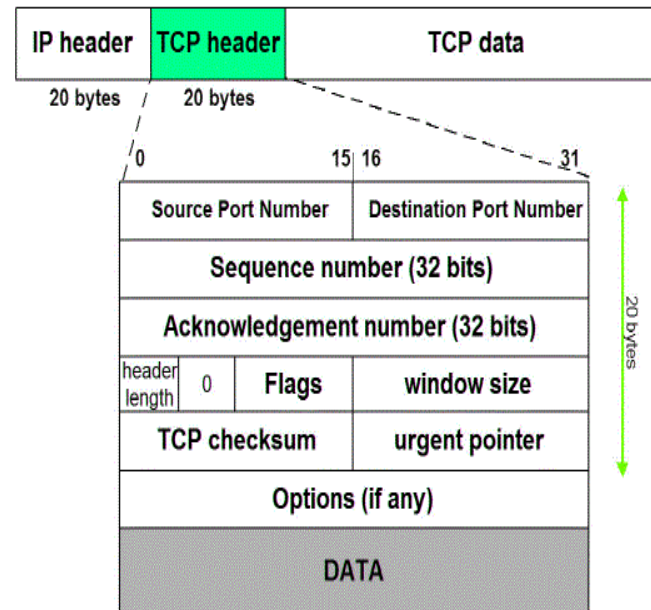 IP header TCP header TCP data
20 bytes 20 bytes
0 15 16 31
Source Port Number Destination Port Number
Sequence number (32 bits)
20 bytes
Acknowledgement number (32 bits)
header length 0 Flags window size
TCP checksum urgent pointer
Options (if any)
DATA